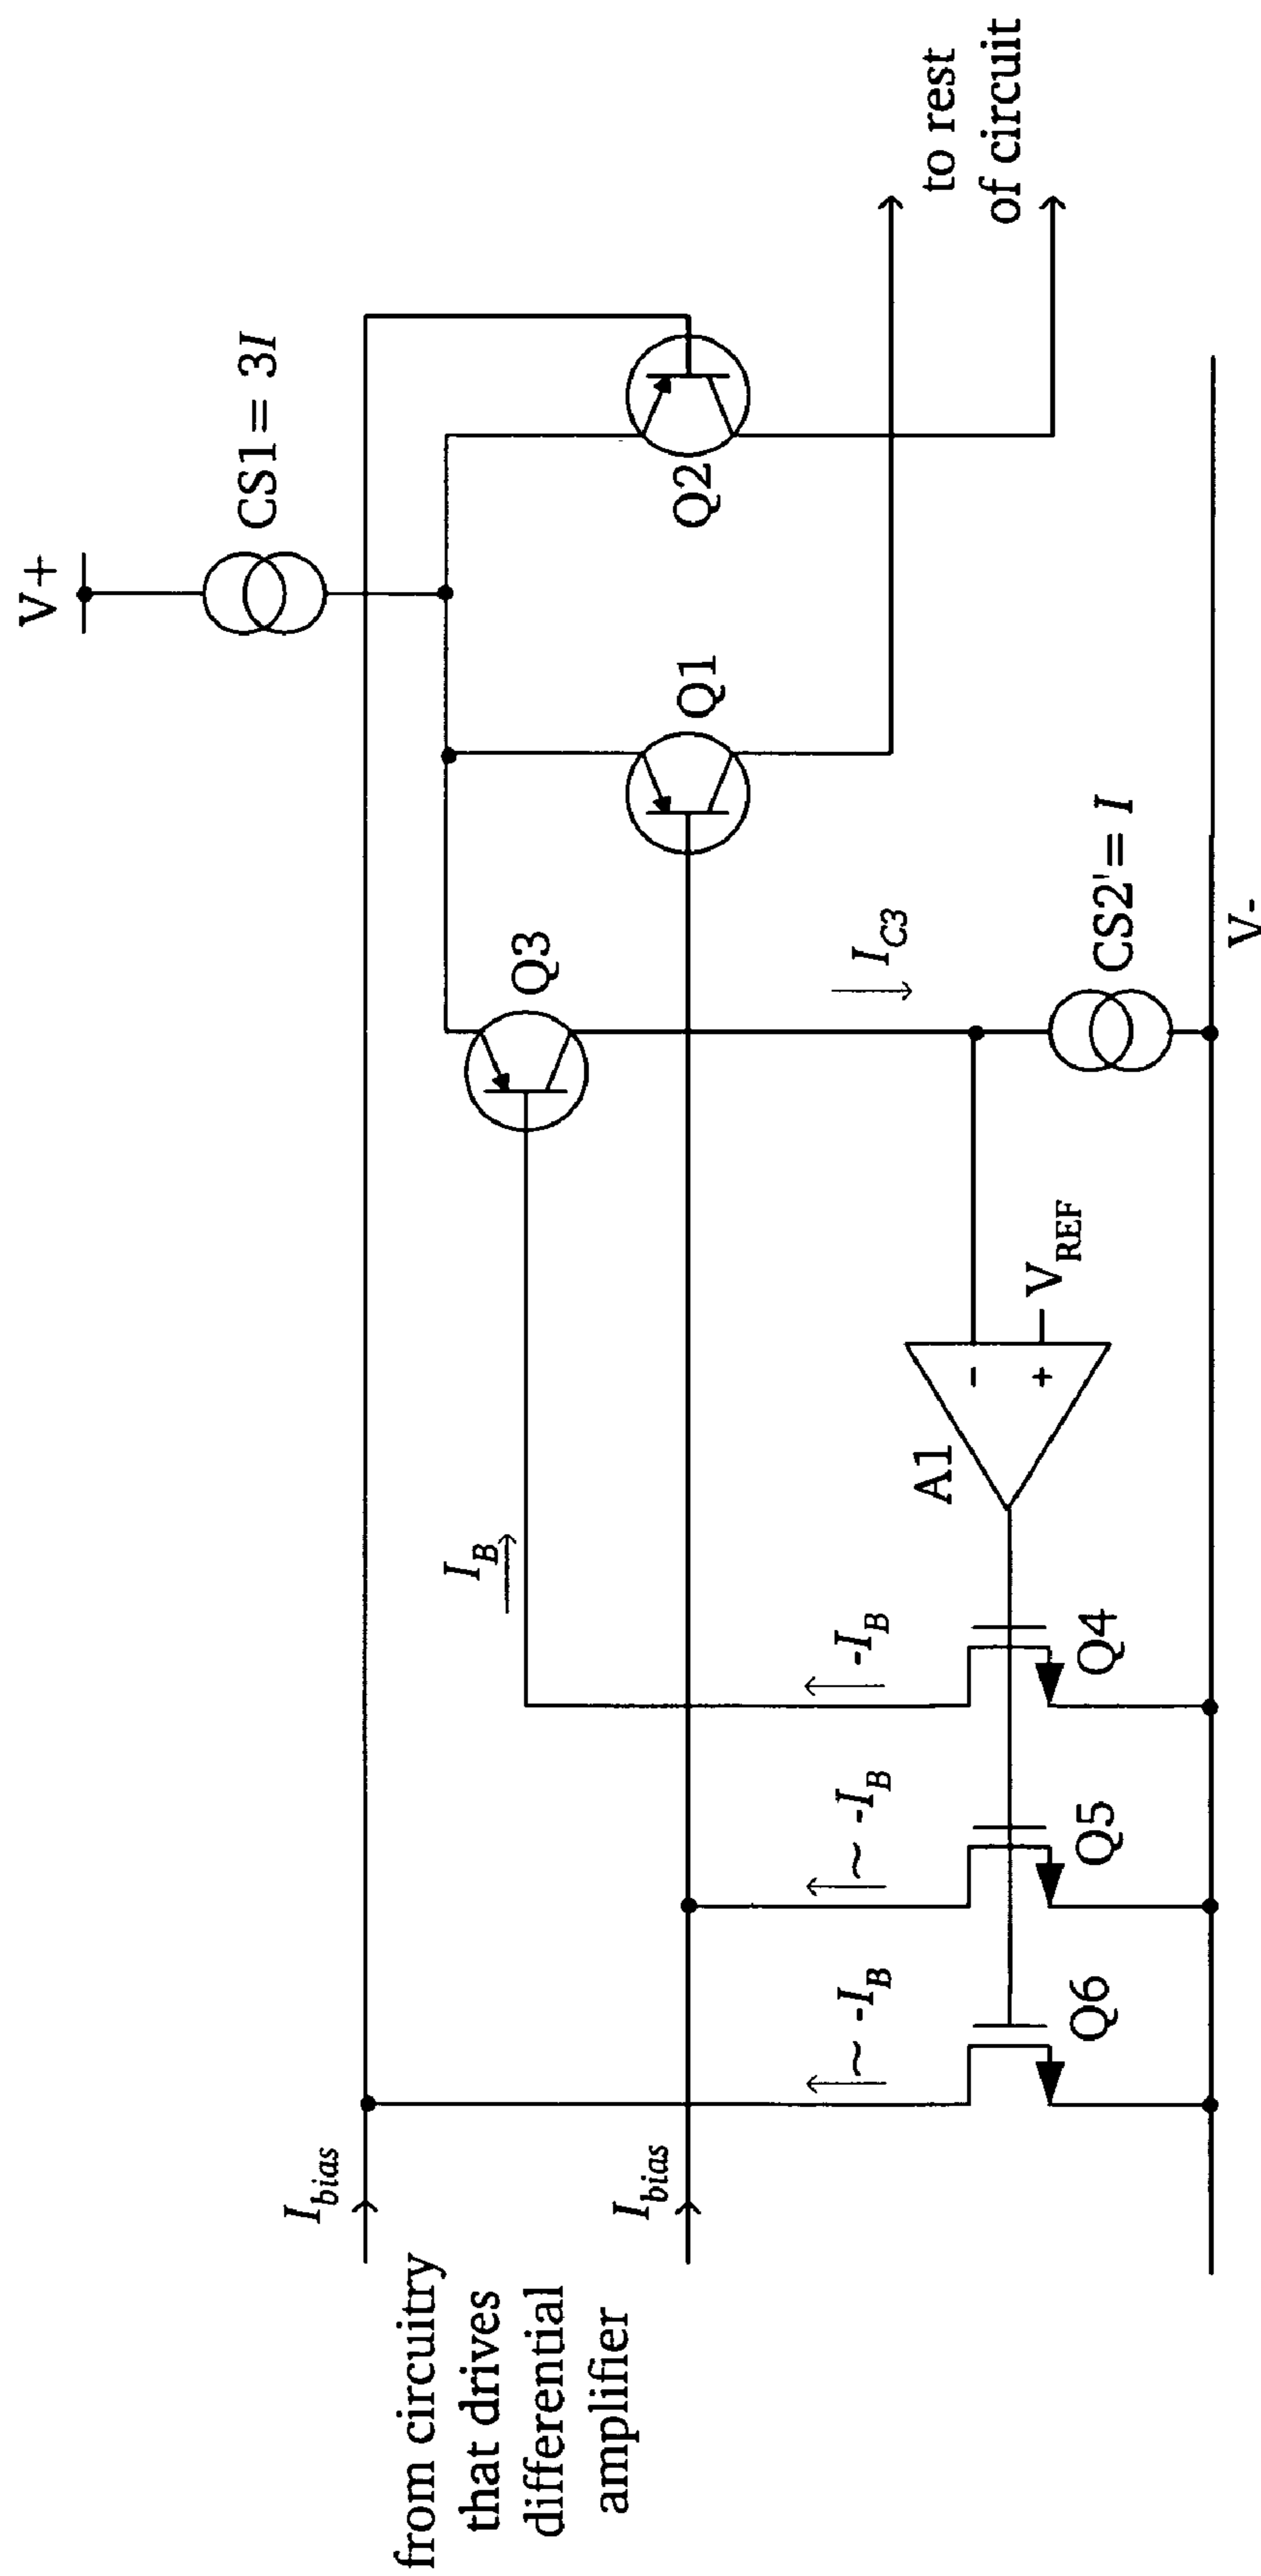 V+
CS1 = 3I
I_bias
from circuitry
that drives
differential
amplifier
I_B
Q3
Q1
Q2
I_bias
~ -I_B
~ -I_B
-I_B
I_C3
to rest
of circuit
A1
-
+
V_REF
Q6
Q5
Q4
CS2' = I
V-